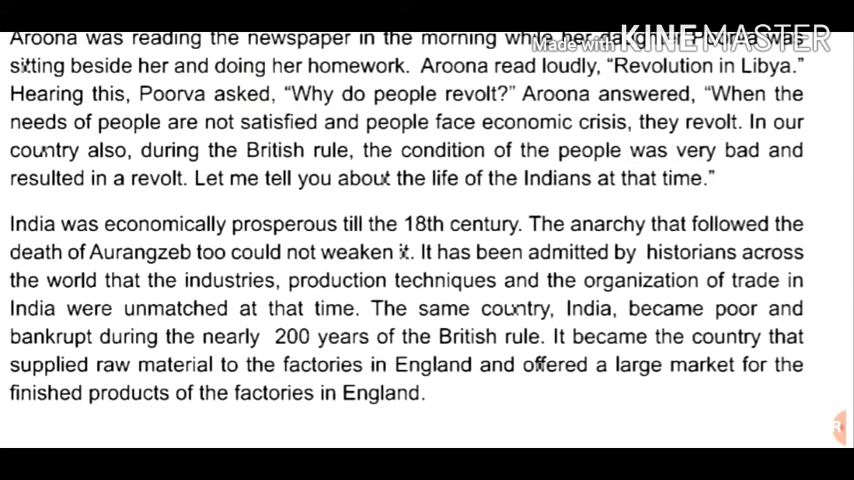 Made with KINEMASTER
Aroona was reading the newspaper in the morning while her daughter Poorva was
sitting beside her and doing her homework. Aroona read loudly, “Revolution in Libya.”
Hearing this, Poorva asked, “Why do people revolt?” Aroona answered, “When the
needs of people are not satisfied and people face economic crisis, they revolt. In our
country also, during the British rule, the condition of the people was very bad and
resulted in a revolt. Let me tell you about the life of the Indians at that time.”
India was economically prosperous till the 18th century. The anarchy that followed the
death of Aurangzeb too could not weaken it. It has been admitted by historians across
the world that the industries, production techniques and the organization of trade in
India were unmatched at that time. The same country, India, became poor and
bankrupt during the nearly 200 years of the British rule. It became the country that
supplied raw material to the factories in England and offered a large market for the
finished products of the factories in England.
R